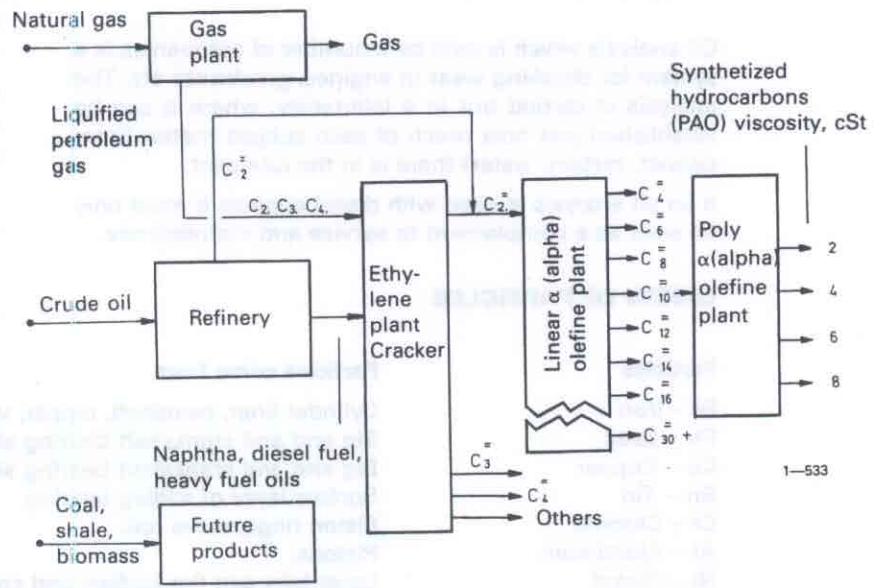 Natural gas
Gas
plant
Gas
Liquified
petroleum
gas
C₂⁼
C₂, C₃, C₄,
C₂⁼
Crude oil
Refinery
Ethy-
lene
plant
Cracker
Linear α (alpha)
olefine plant
C₄⁼
C₆⁼
C₈⁼
C₁₀⁼
C₁₂⁼
C₁₄⁼
C₁₆⁼
C₃₀⁼ +
Poly
α(alpha)
olefine
plant
Synthetized
hydrocarbons
(PAO) viscosity, cSt
2
4
6
8
Naphtha, diesel fuel,
heavy fuel oils
C₃⁼
C₄⁼
Others
Coal,
shale,
biomass
Future
products
1—533